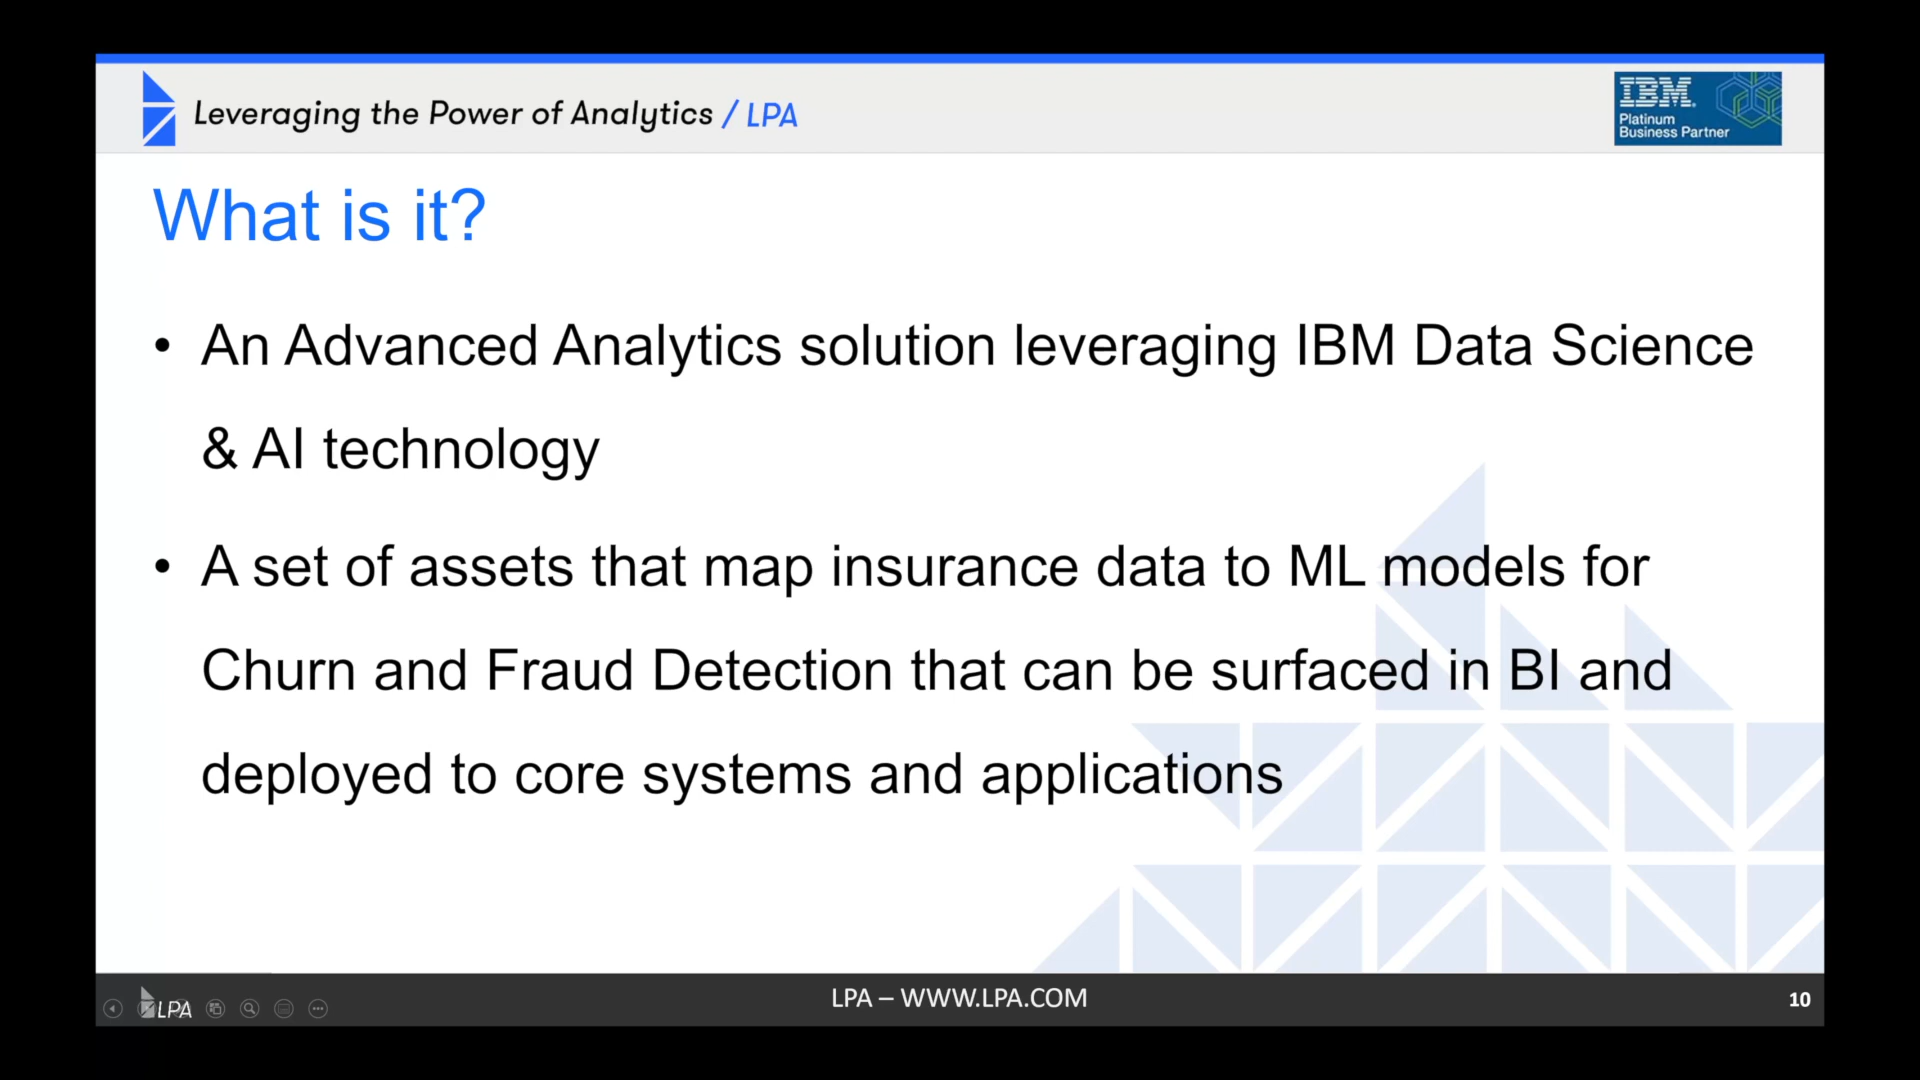 Leveraging the Power of Analytics / LPA
IBM.
Platinum
Business Partner
What is it?
• An Advanced Analytics solution leveraging IBM Data Science
& AI technology
• A set of assets that map insurance data to ML models for
Churn and Fraud Detection that can be surfaced in BI and
deployed to core systems and applications
LPA
LPA – WWW.LPA.COM
10